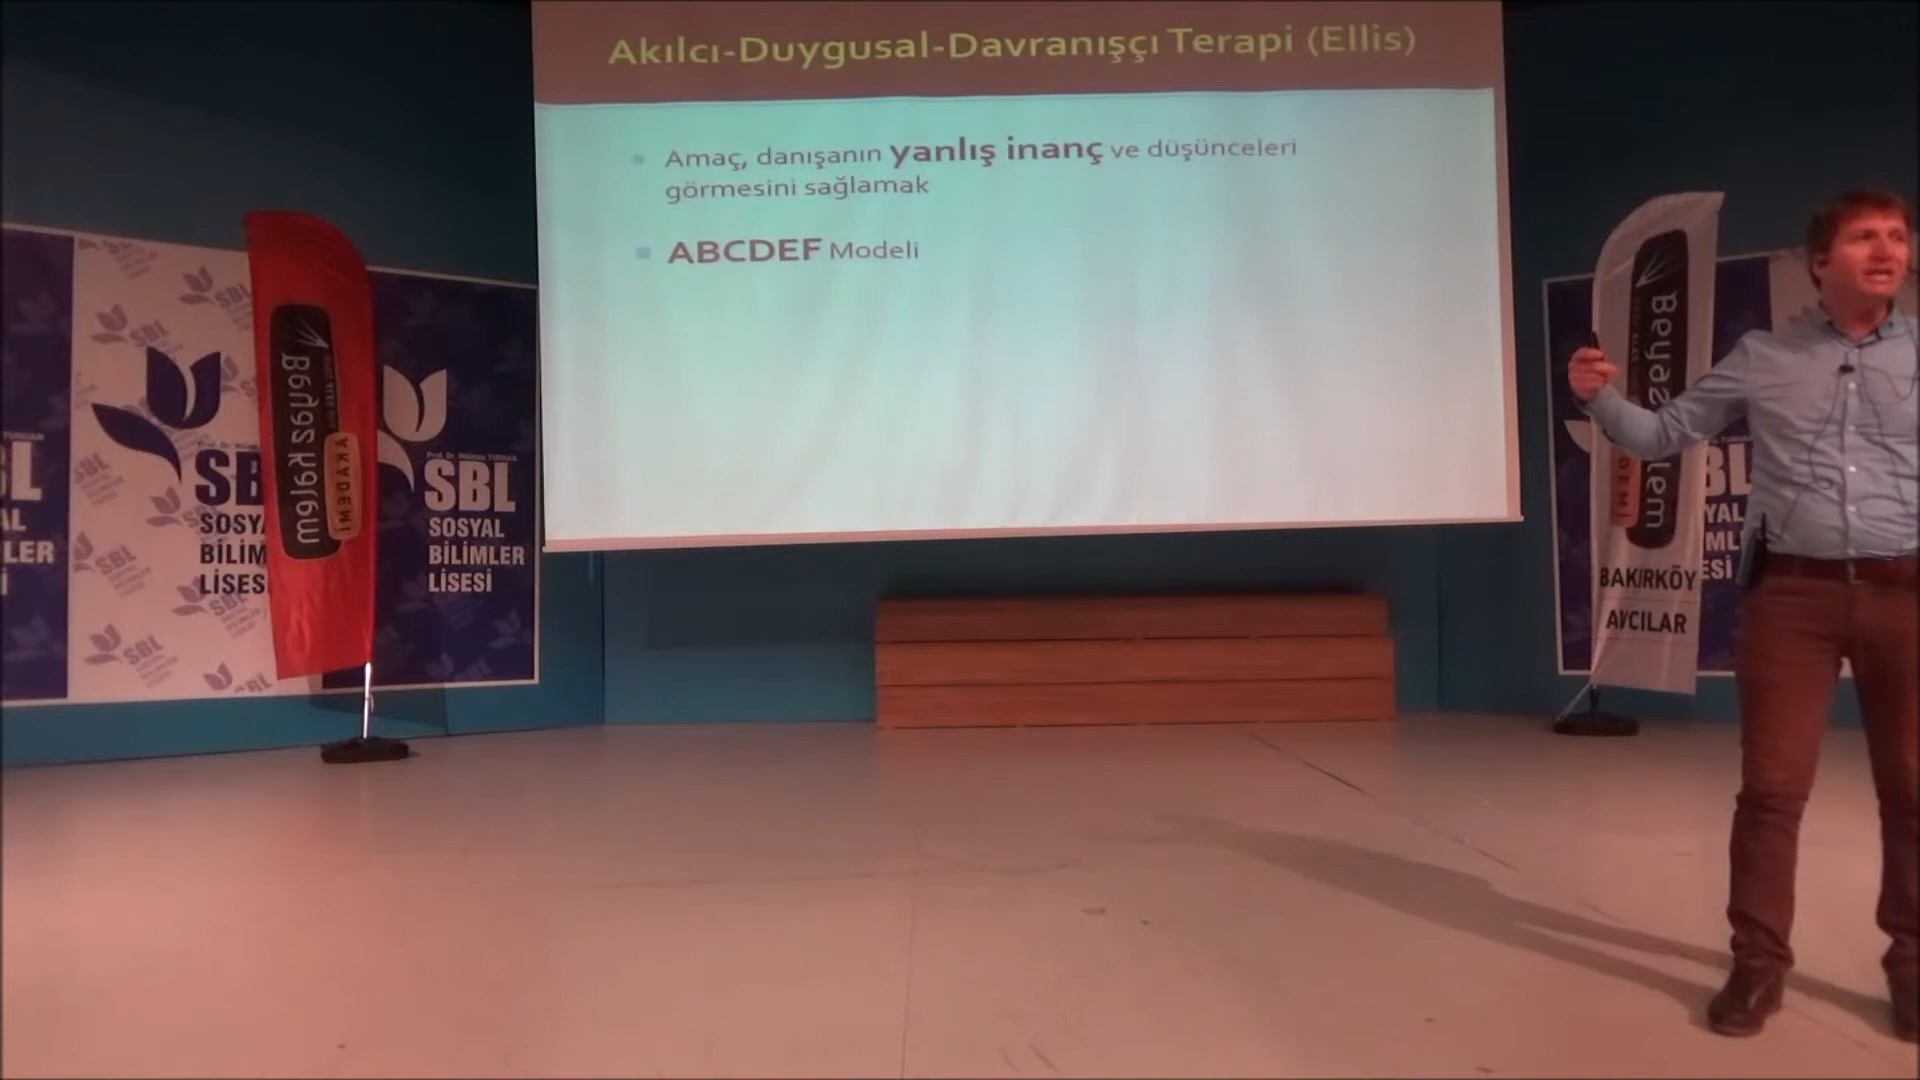 Akılcı-Duygusal-Davranışçı Terapi (Ellis)
Amaç, danışanın yanlış inanç ve düşünceleri
görmesini sağlamak
ABCDEF Modeli
SBL
SOSYAL
BİLİMLER
LİSESİ
Beyaz Kalem
AKADEMİ
SBL
SOSYAL
BİLİMLER
LİSESİ
BAKIRKÖY
AVCILAR